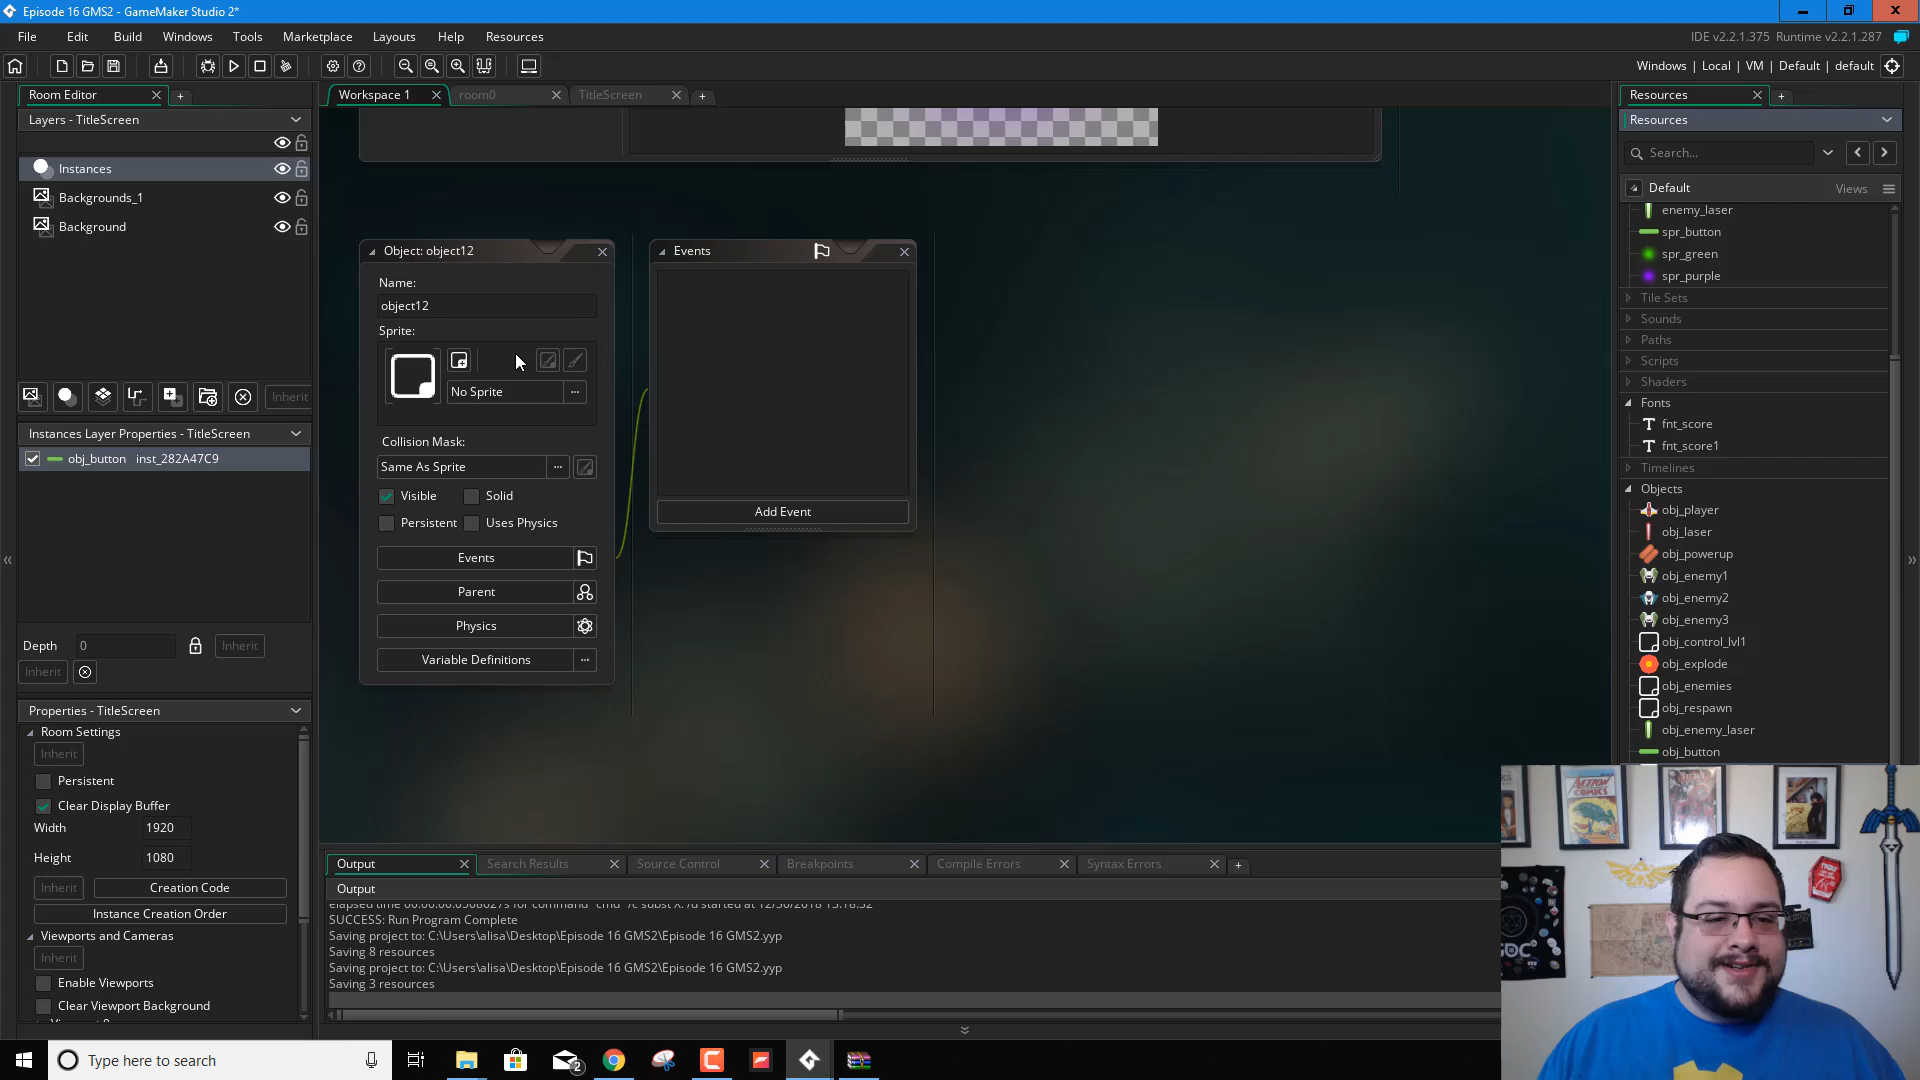 Episode 16 GMS2 - GameMaker Studio 2*
File Edit Build Windows Tools Marketplace Layouts Help Resources
IDE v2.2.1.375 Runtime v2.2.1.287
Windows | Local | VM | Default | default
Room Editor
Layers - TitleScreen
Instances
Backgrounds_1
Background
Inherit
Instances Layer Properties - TitleScreen
obj_button inst_282A47C9
Depth 0 Inherit
Inherit
Properties - TitleScreen
Room Settings
Inherit
Persistent
Clear Display Buffer
Width 1920
Height 1080
Inherit Creation Code
Instance Creation Order
Viewports and Cameras
Inherit
Enable Viewports
Clear Viewport Background
Workspace 1 room0 TitleScreen
Object: object12
Name:
object12
Sprite:
No Sprite
Collision Mask:
Same As Sprite
Visible Solid
Persistent Uses Physics
Events
Parent
Physics
Variable Definitions
Events
Add Event
Output Search Results Source Control Breakpoints Compile Errors Syntax Errors
Output
SUCCESS: Run Program Complete
Saving project to: C:\Users\alisa\Desktop\Episode 16 GMS2\Episode 16 GMS2.yyp
Saving 8 resources
Saving project to: C:\Users\alisa\Desktop\Episode 16 GMS2\Episode 16 GMS2.yyp
Saving 3 resources
Resources
Resources
Search...
Default Views
enemy_laser
spr_button
spr_green
spr_purple
Tile Sets
Sounds
Paths
Scripts
Shaders
Fonts
fnt_score
fnt_score1
Timelines
Objects
obj_player
obj_laser
obj_powerup
obj_enemy1
obj_enemy2
obj_enemy3
obj_control_lvl1
obj_explode
obj_enemies
obj_respawn
obj_enemy_laser
obj_button
ACTION COMICS
GDC
Type here to search
2